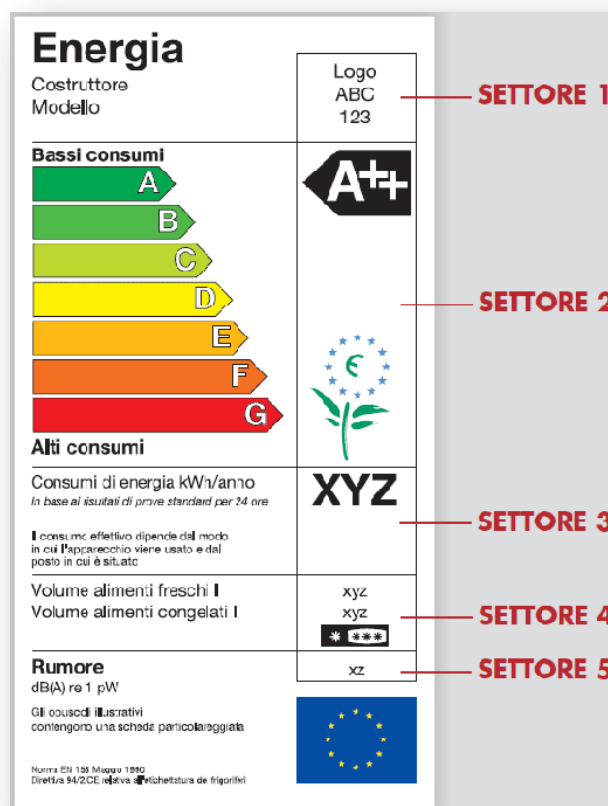 Energia
Costruttore
Modello
Logo
ABC
123
SETTORE 1
Bassi consumi
A++
A
B
C
D
E
F
G
SETTORE 2
Alti consumi
Consumi di energia kWh/anno
In base ai risultati di prove standard per 24 ore
XYZ
Il consumo effettivo dipende dal modo
in cui l'apparecchio viene usato e dal
posto in cui è situato
SETTORE 3
Volume alimenti freschi l
xyz
Volume alimenti congelati l
xyz
SETTORE 4
Rumore
dB(A) re 1 pW
xz
SETTORE 5
Gli opuscoli illustrativi
contengono una scheda particolareggiata
Norma EN 153 Maggio 1990
Direttiva 94/2/CE relativa all'etichettatura dei frigoriferi